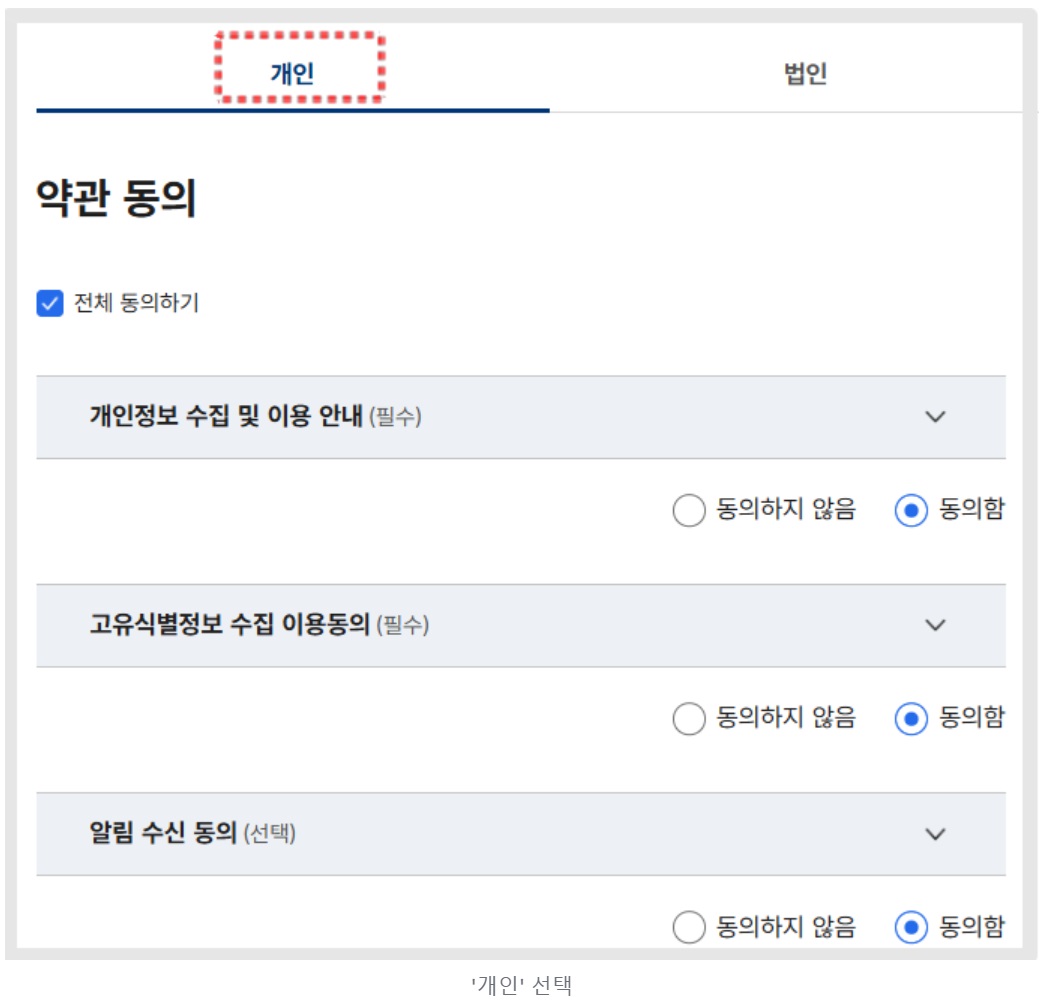 개인 법인
약관 동의
전체 동의하기
개인정보 수집 및 이용 안내 (필수)
동의하지 않음 동의함
고유식별정보 수집 이용동의 (필수)
동의하지 않음 동의함
알림 수신 동의 (선택)
동의하지 않음 동의함
'개인' 선택